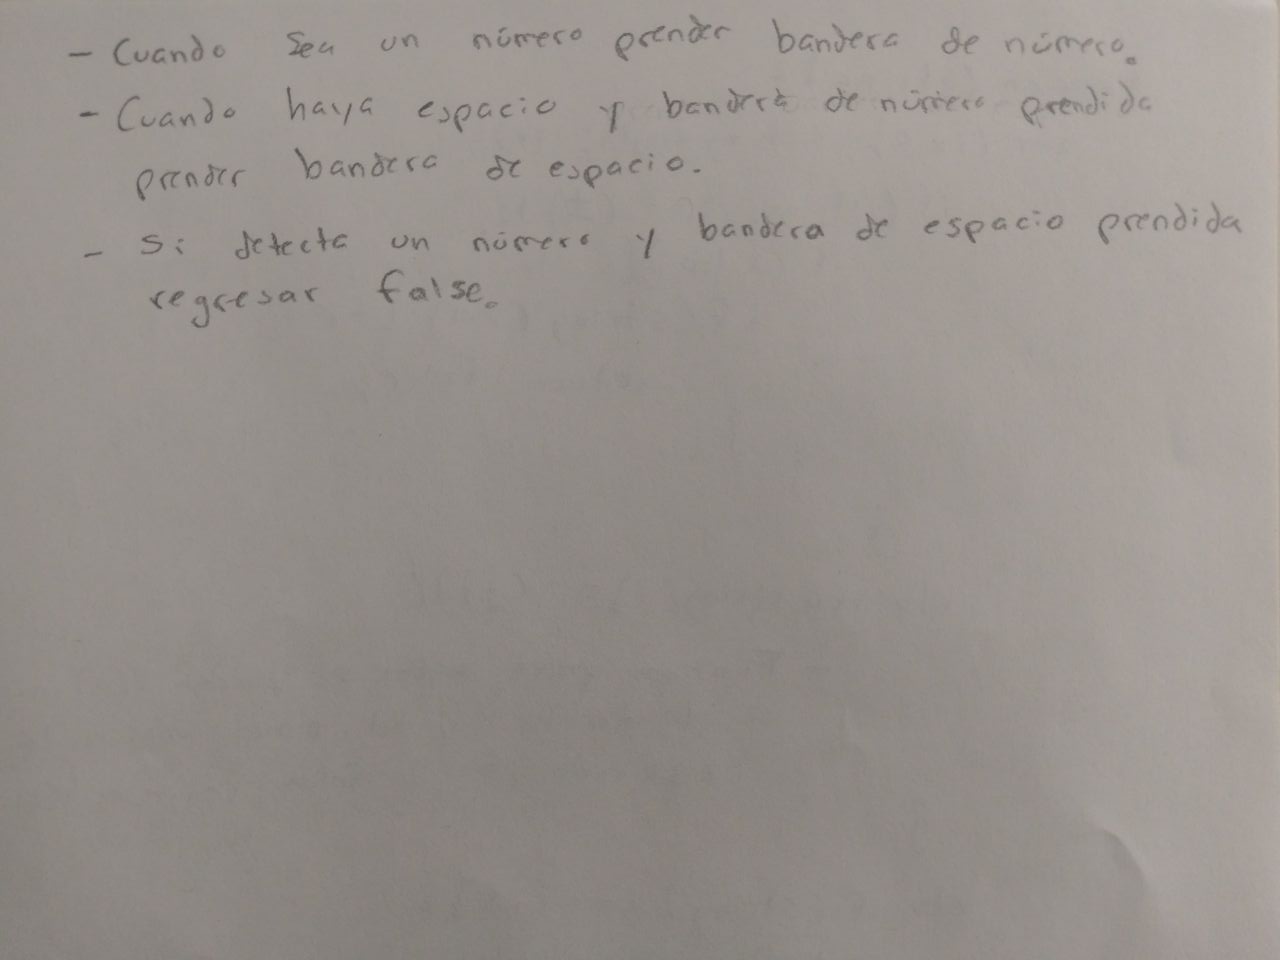 - Cuando sea un número prender bandera de número.
- Cuando haya espacio y bandera de número prendida
prender bandera de espacio.
- Si detecta un número y bandera de espacio prendida
regresar false.